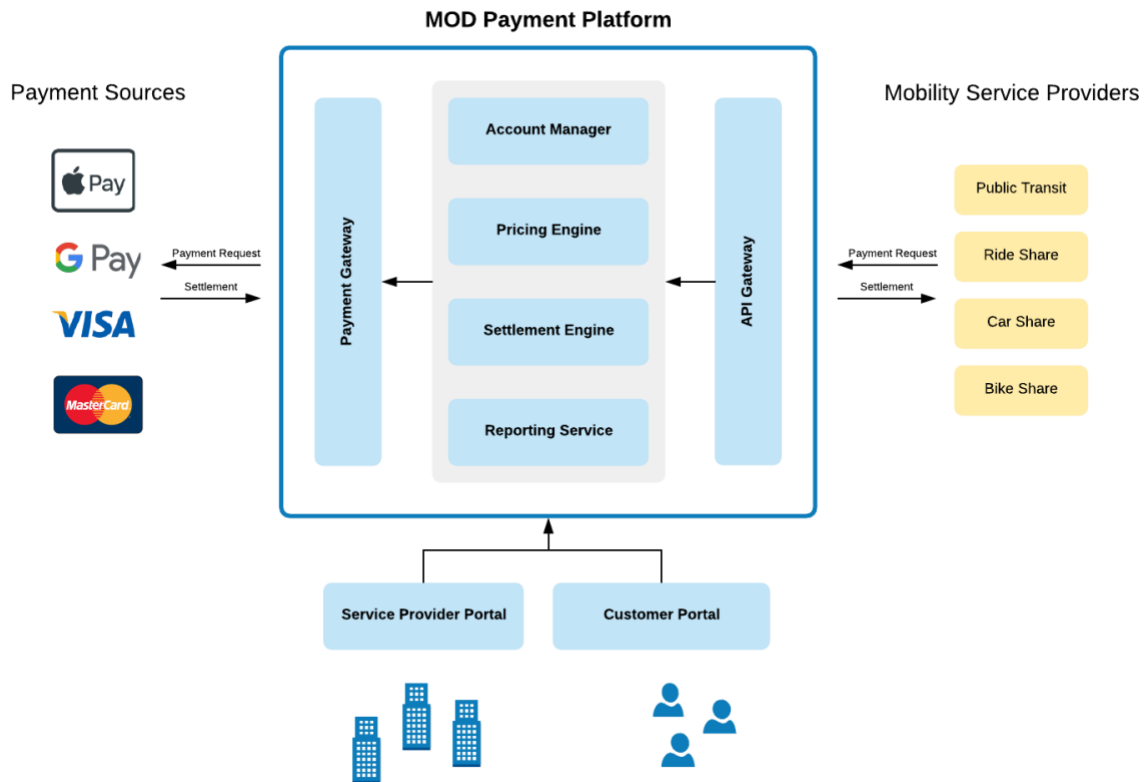 MOD Payment Platform
Payment Sources
Mobility Service Providers
Pay
G Pay
VISA
MasterCard
Payment Request
Settlement
Payment Gateway
Account Manager
Pricing Engine
Settlement Engine
Reporting Service
API Gateway
Payment Request
Settlement
Public Transit
Ride Share
Car Share
Bike Share
Service Provider Portal
Customer Portal